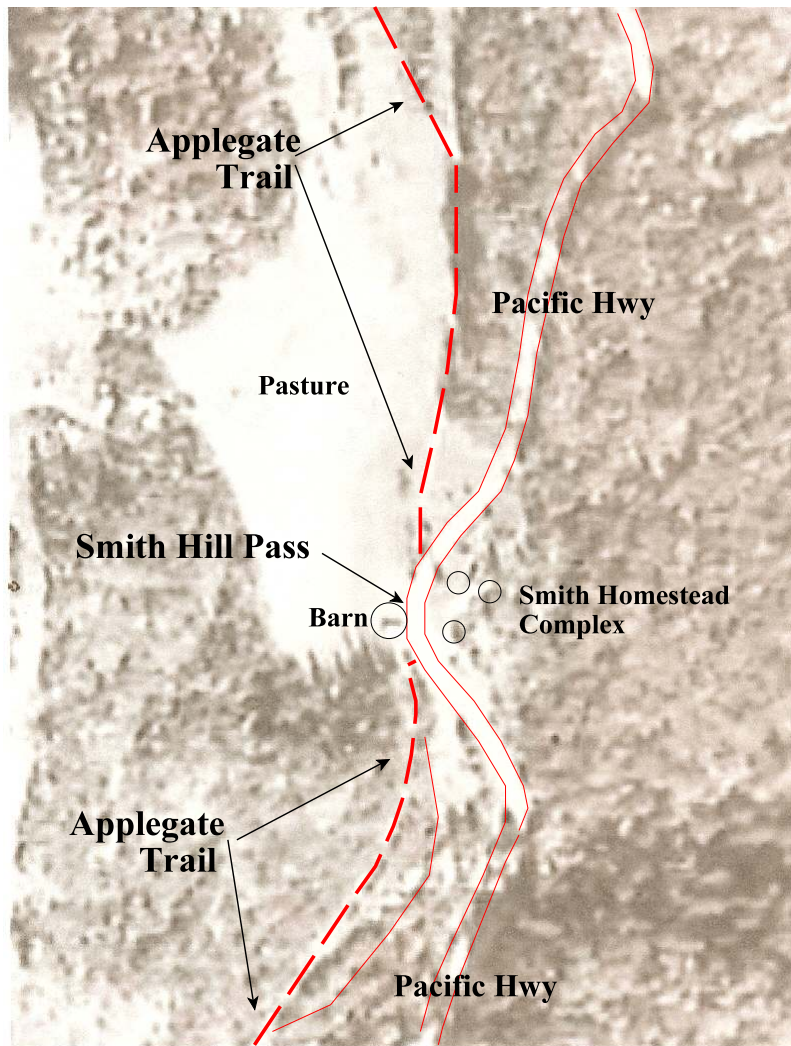 Applegate
Trail
Pacific Hwy
Pasture
Smith Hill Pass
Barn
Smith Homestead
Complex
Applegate
Trail
Pacific Hwy